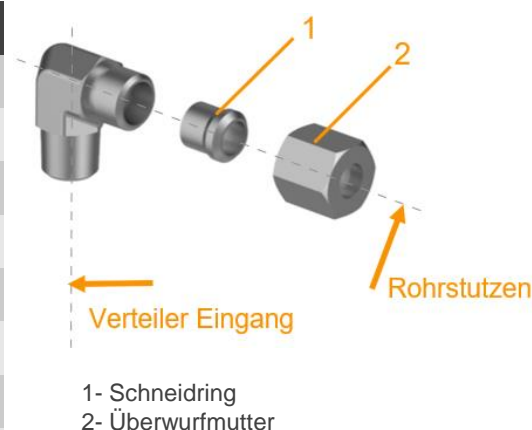 1
2
Rohrstutzen
Verteiler Eingang
1- Schneidring
2- Überwurfmutter